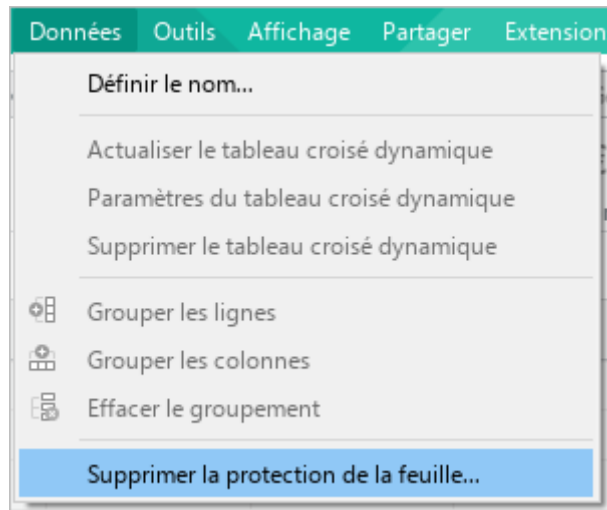 Données Outils Affichage Partager Extension
Définir le nom...
Actualiser le tableau croisé dynamique
Paramètres du tableau croisé dynamique
Supprimer le tableau croisé dynamique
Grouper les lignes
Grouper les colonnes
Effacer le groupement
Supprimer la protection de la feuille...